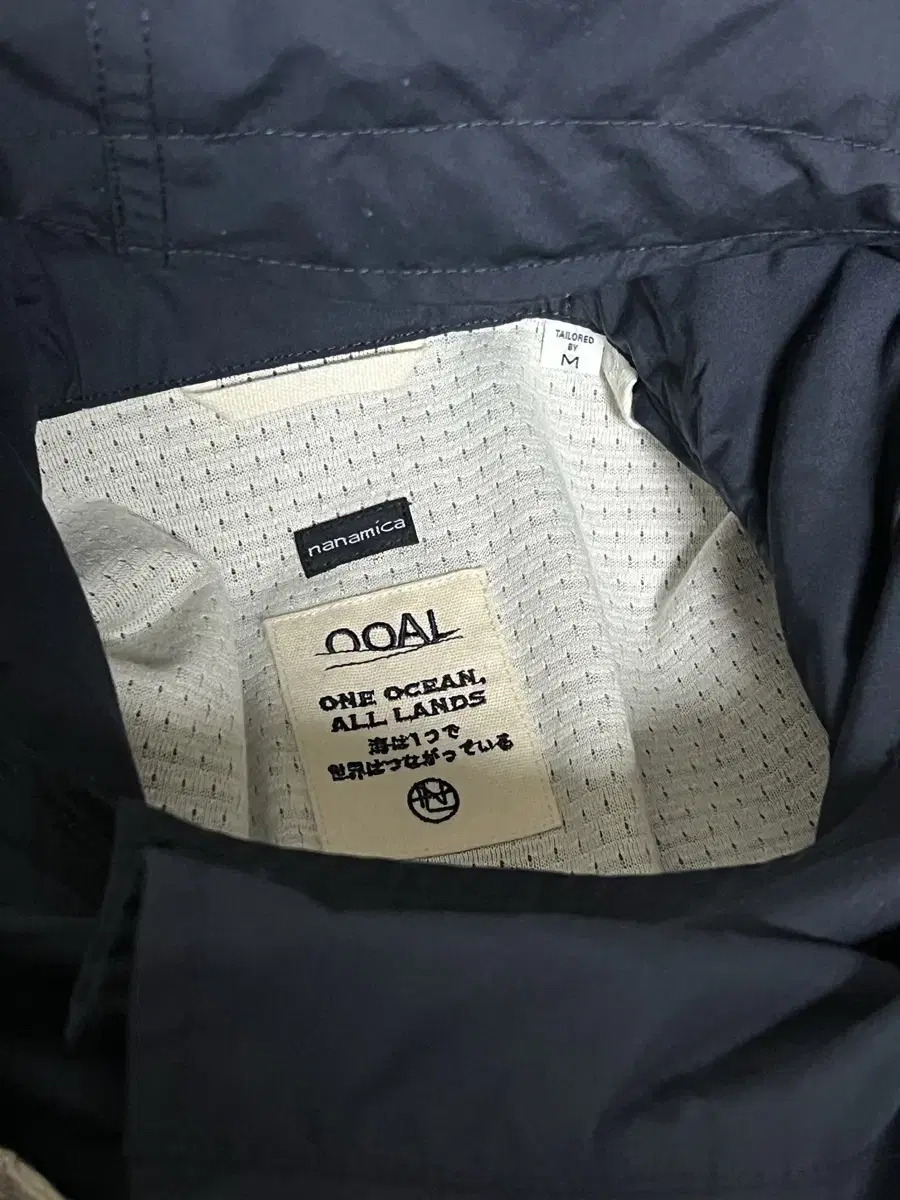 TAILORED
BY
M
nanamica
OOAL
ONE OCEAN,
ALL LANDS
海は1つで
世界はつながっている